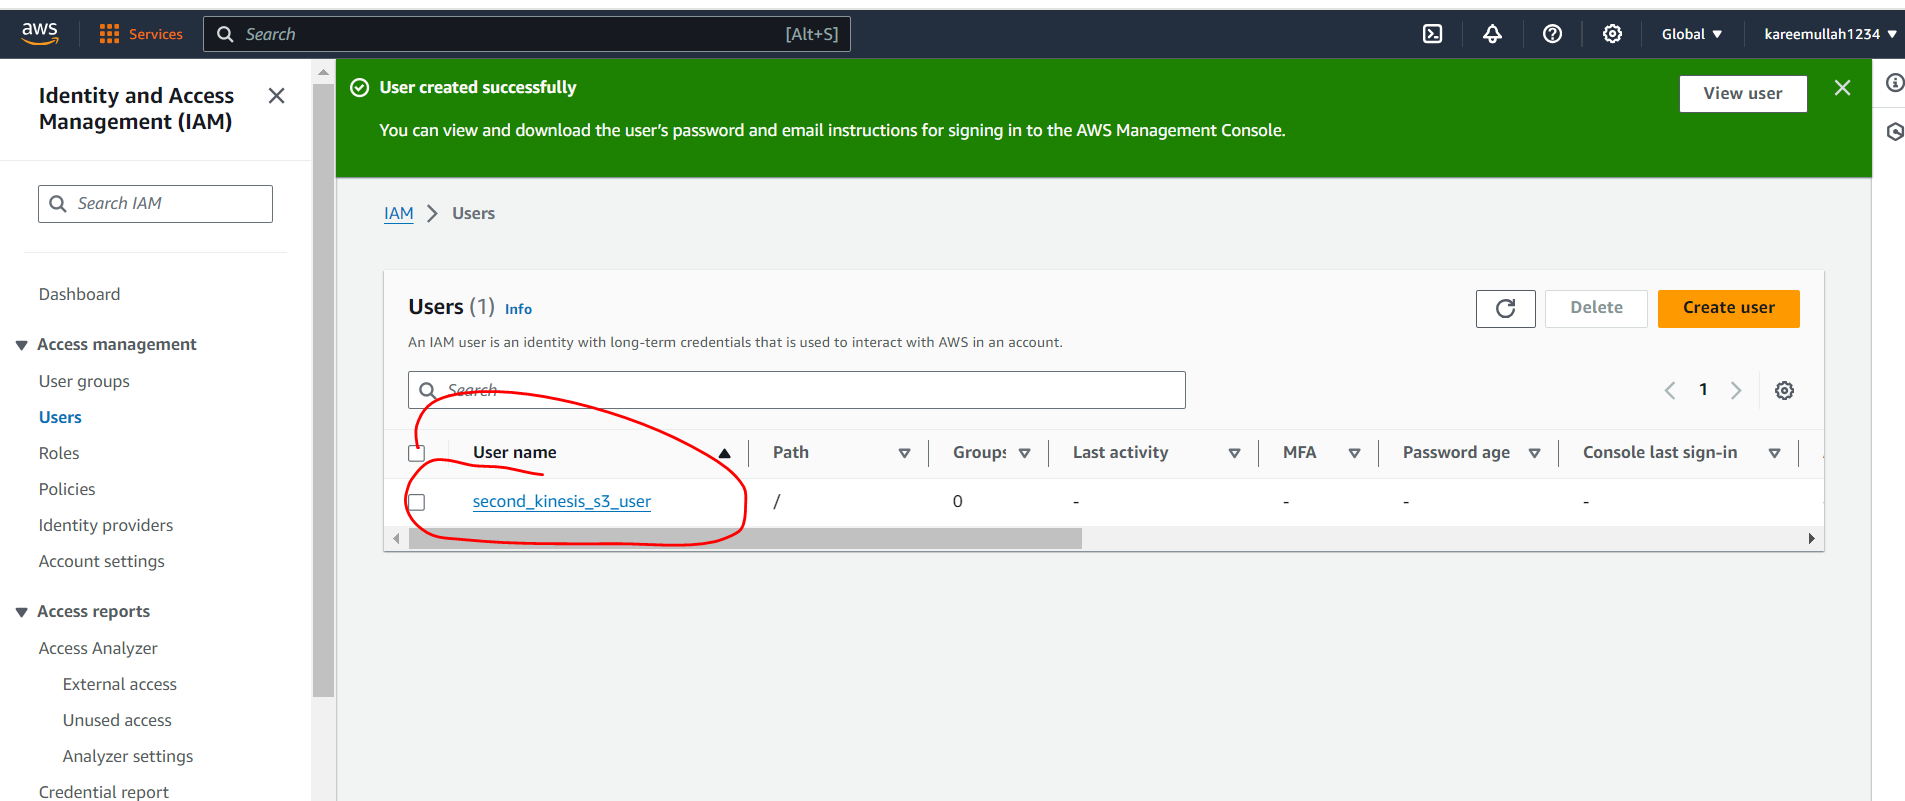 aws
Services
Search [Alt+S]
Global
kareemullah1234
Identity and Access
Management (IAM)
Search IAM
Dashboard
Access management
User groups
Users
Roles
Policies
Identity providers
Account settings
Access reports
Access Analyzer
External access
Unused access
Analyzer settings
Credential report
User created successfully
You can view and download the user's password and email instructions for signing in to the AWS Management Console.
View user
IAM > Users
Users (1) Info
An IAM user is an identity with long-term credentials that is used to interact with AWS in an account.
Delete
Create user
Search
1
User name Path Groups Last activity MFA Password age Console last sign-in
second_kinesis_s3_user / 0 - - - -